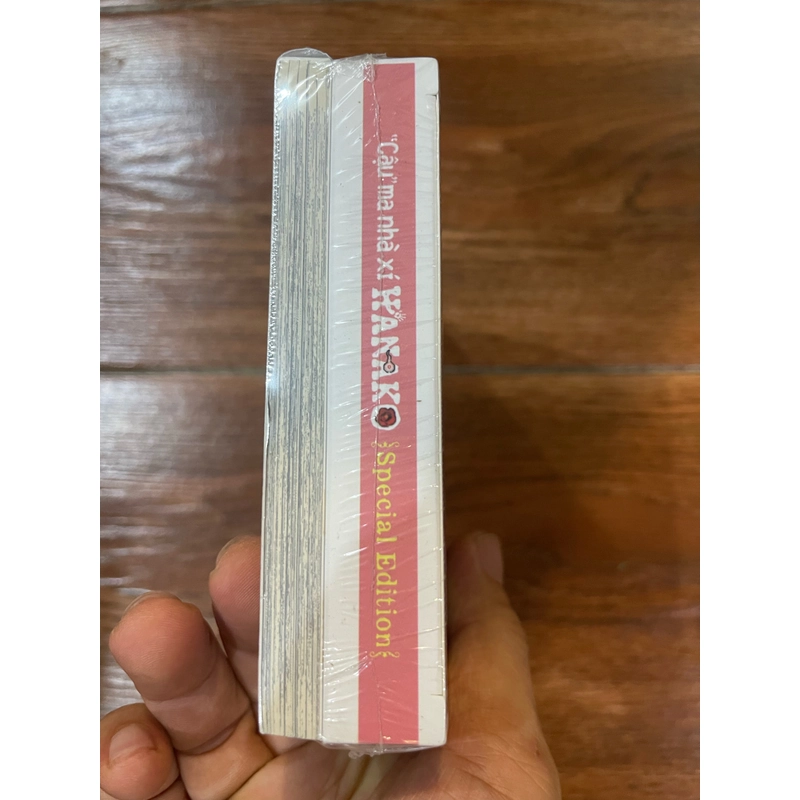 "Cậu" ma nhà xí HANAKO Special Edition